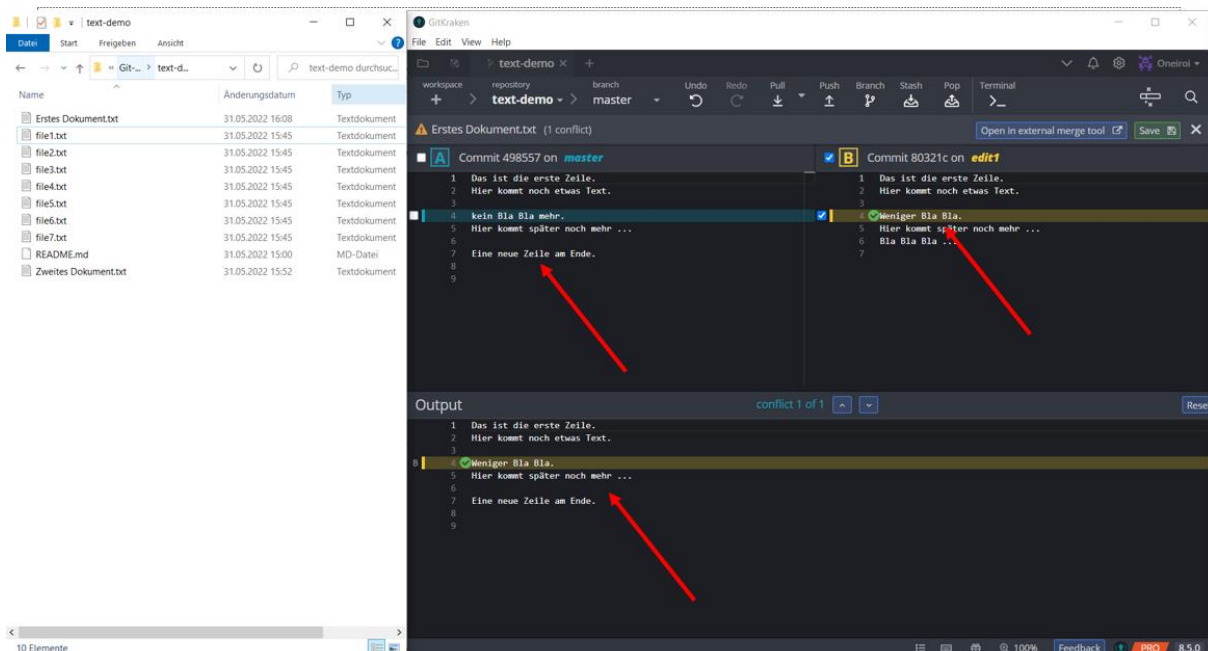 text-demo
Datei Start Freigeben Ansicht
Git-... text-d... text-demo durchsuc...
Name Änderungsdatum Typ
Erstes Dokument.txt 31.05.2022 16:08 Textdokument
file1.txt 31.05.2022 15:45 Textdokument
file2.txt 31.05.2022 15:45 Textdokument
file3.txt 31.05.2022 15:45 Textdokument
file4.txt 31.05.2022 15:45 Textdokument
file5.txt 31.05.2022 15:45 Textdokument
file6.txt 31.05.2022 15:45 Textdokument
file7.txt 31.05.2022 15:45 Textdokument
README.md 31.05.2022 15:00 MD-Datei
Zweites Dokument.txt 31.05.2022 15:52 Textdokument
10 Elemente
GitKraken
File Edit View Help
text-demo
Oneiroi
workspace repository branch Undo Redo Pull Push Branch Stash Pop Terminal
text-demo master
Erstes Dokument.txt (1 conflict) Open in external merge tool Save
A Commit 498557 on master
1 Das ist die erste Zeile.
2 Hier kommt noch etwas Text.
3
4 kein Bla Bla mehr.
5 Hier kommt später noch mehr ...
6
7 Eine neue Zeile am Ende.
8
9
B Commit 80321c on edit1
1 Das ist die erste Zeile.
2 Hier kommt noch etwas Text.
3
4 Weniger Bla Bla.
5 Hier kommt später noch mehr ...
6 Bla Bla Bla ...
7
Output conflict 1 of 1 Rese
1 Das ist die erste Zeile.
2 Hier kommt noch etwas Text.
3
B 4 Weniger Bla Bla.
5 Hier kommt später noch mehr ...
6
7 Eine neue Zeile am Ende.
8
9
100% Feedback PRO 8.5.0